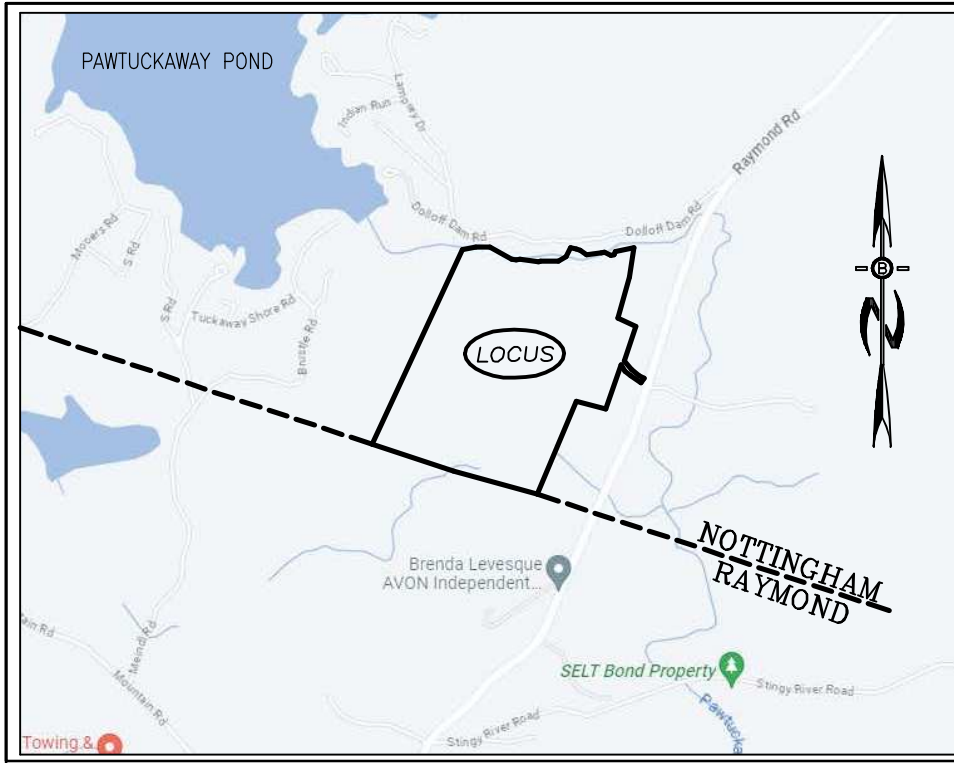 PAWTUCKAWAY POND
Indian Run
Lamprey Dr
Raymond Rd
Dolloff Dam Rd
Dolloff Dam Rd
Mooers Rd
S Rd
S Rd
Tuckaway Shore Rd
Bristle Rd
LOCUS
B
NOTTINGHAM
RAYMOND
Brenda Levesque
AVON Independent...
SELT Bond Property
Stingy River Road
Stingy River Road
Meindl Rd
Mountain Rd
Towing &